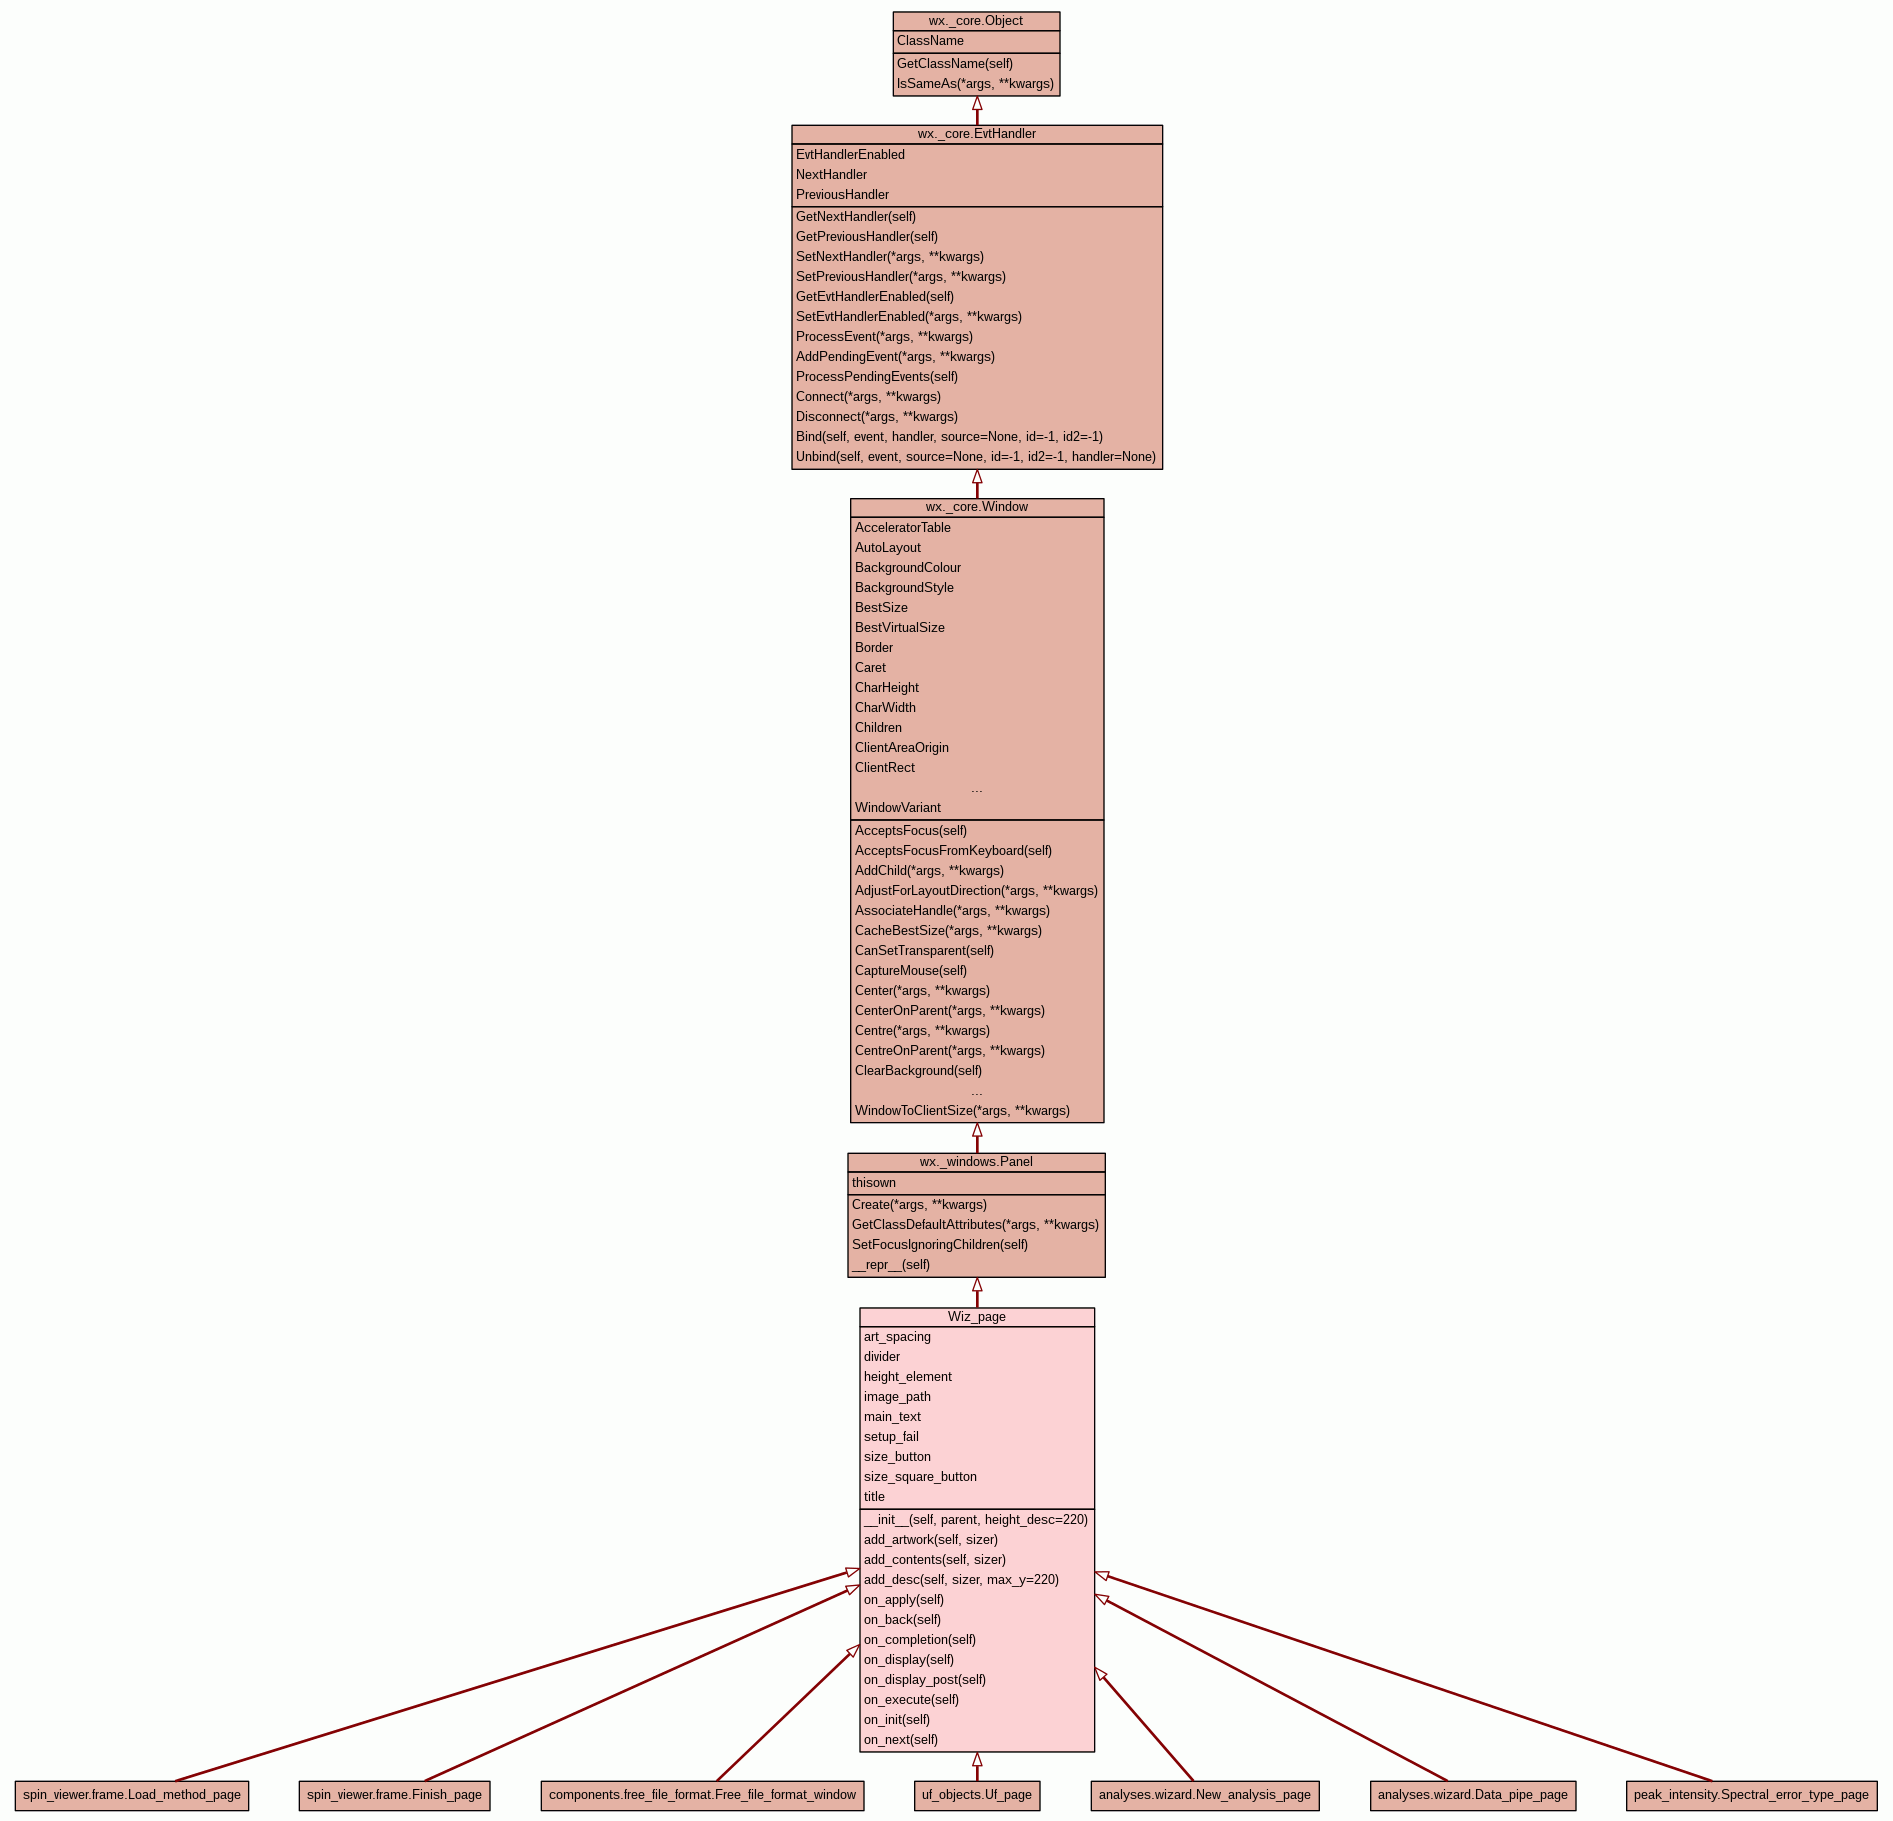 wx._core.Object
ClassName
GetClassName(self)
IsSameAs(*args, **kwargs)
wx._core.EvtHandler
EvtHandlerEnabled
NextHandler
PreviousHandler
GetNextHandler(self)
GetPreviousHandler(self)
SetNextHandler(*args, **kwargs)
SetPreviousHandler(*args, **kwargs)
GetEvtHandlerEnabled(self)
SetEvtHandlerEnabled(*args, **kwargs)
ProcessEvent(*args, **kwargs)
AddPendingEvent(*args, **kwargs)
ProcessPendingEvents(self)
Connect(*args, **kwargs)
Disconnect(*args, **kwargs)
Bind(self, event, handler, source=None, id=-1, id2=-1)
Unbind(self, event, source=None, id=-1, id2=-1, handler=None)
wx._core.Window
AcceleratorTable
AutoLayout
BackgroundColour
BackgroundStyle
BestSize
BestVirtualSize
Border
Caret
CharHeight
CharWidth
Children
ClientAreaOrigin
ClientRect
...
WindowVariant
AcceptsFocus(self)
AcceptsFocusFromKeyboard(self)
AddChild(*args, **kwargs)
AdjustForLayoutDirection(*args, **kwargs)
AssociateHandle(*args, **kwargs)
CacheBestSize(*args, **kwargs)
CanSetTransparent(self)
CaptureMouse(self)
Center(*args, **kwargs)
CenterOnParent(*args, **kwargs)
Centre(*args, **kwargs)
CentreOnParent(*args, **kwargs)
ClearBackground(self)
...
WindowToClientSize(*args, **kwargs)
wx._windows.Panel
thisown
Create(*args, **kwargs)
GetClassDefaultAttributes(*args, **kwargs)
SetFocusIgnoringChildren(self)
__repr__(self)
Wiz_page
art_spacing
divider
height_element
image_path
main_text
setup_fail
size_button
size_square_button
title
__init__(self, parent, height_desc=220)
add_artwork(self, sizer)
add_contents(self, sizer)
add_desc(self, sizer, max_y=220)
on_apply(self)
on_back(self)
on_completion(self)
on_display(self)
on_display_post(self)
on_execute(self)
on_init(self)
on_next(self)
spin_viewer.frame.Load_method_page
spin_viewer.frame.Finish_page
components.free_file_format.Free_file_format_window
uf_objects.Uf_page
analyses.wizard.New_analysis_page
analyses.wizard.Data_pipe_page
peak_intensity.Spectral_error_type_page